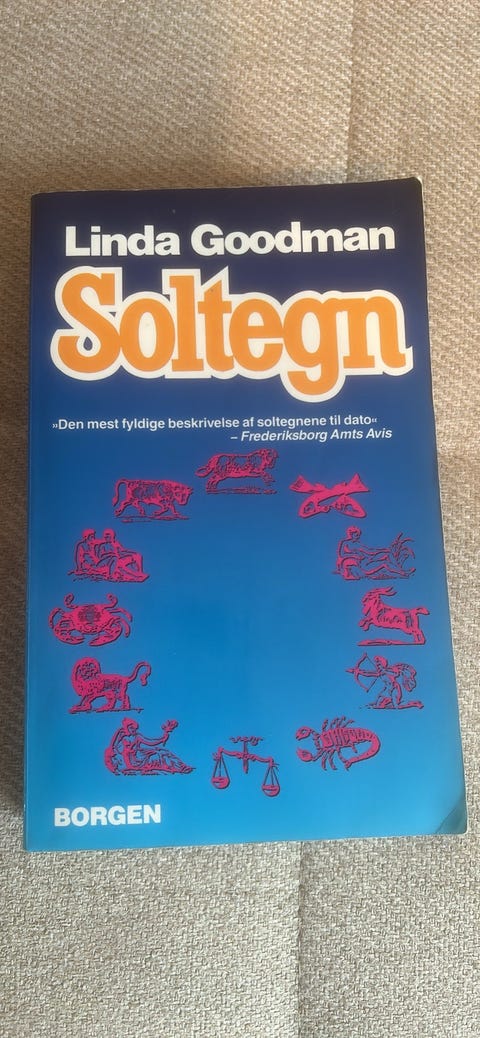 Linda Goodman
Soltegn
»Den mest fyldige beskrivelse af soltegnene til dato«
– Frederiksborg Amts Avis
BORGEN